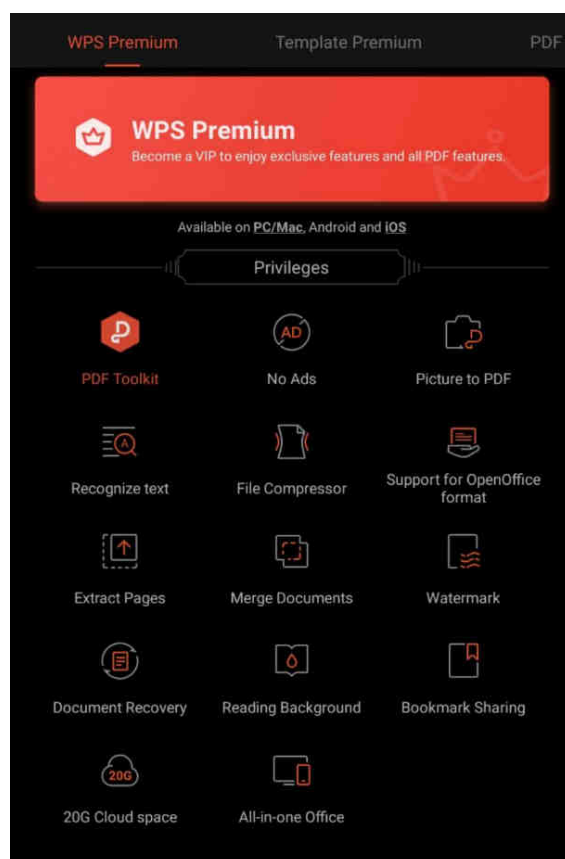 WPS Premium Template Premium PDF
WPS Premium
Become a VIP to enjoy exclusive features and all PDF features.
Available on PC/Mac, Android and iOS
Privileges
AD
PDF Toolkit No Ads Picture to PDF
A
Recognize text File Compressor Support for OpenOffice
format
Extract Pages Merge Documents Watermark
Document Recovery Reading Background Bookmark Sharing
20G
20G Cloud space All-in-one Office